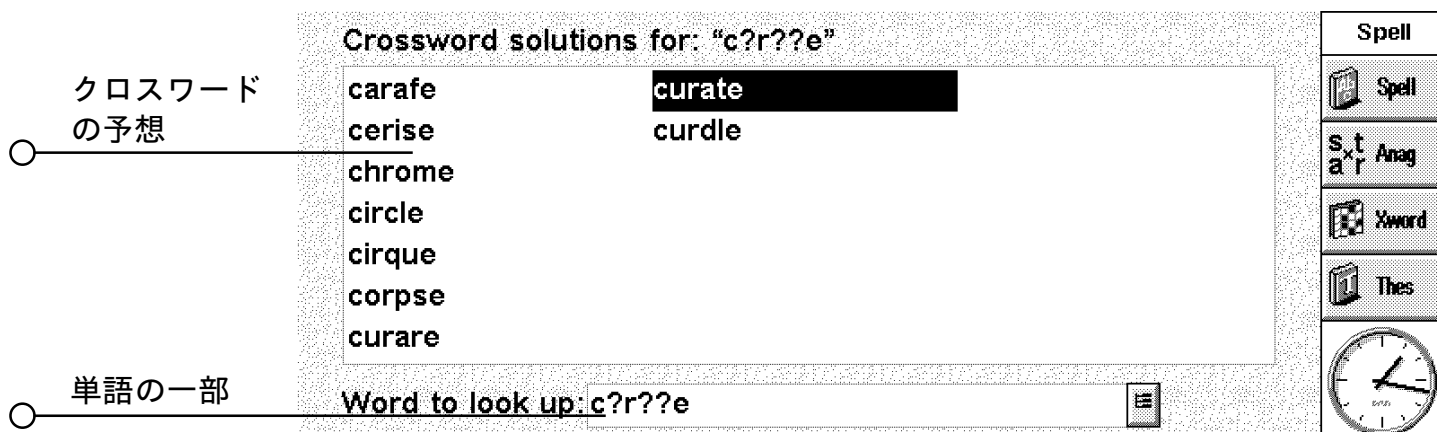 Crossword solutions for: “c?r??e”
クロスワード
の予想
carafe
cerise
chrome
circle
cirque
corpse
curare
curate
curdle
単語の一部
Word to look up: c?r??e
Spell
Spell
s x t
a r Anag
Xword
Thes